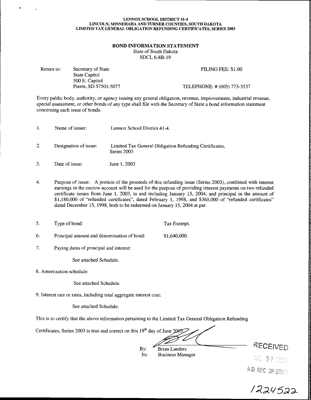 LENNOX SCHOOL DISTRICT 41-4
LINCOLN, MINNEHAHA AND TURNER COUNTIES, SOUTH DAKOTA
LIMITED TAX GENERAL OBLIGATION REFUNDING CERTIFICATES, SERIES 2003
BOND INFORMATION STATEMENT
State of South Dakota
SDCL 6-8B-19
Return to: Secretary of State FILING FEE: $1.00
State Capitol
500 E. Capitol
Pierre, SD 57501-5077 TELEPHONE: # (605) 773-3537
Every public body, authority, or agency issuing any general obligation, revenue, improvements, industrial revenue,
special assessment, or other bonds of any type shall file with the Secretary of State a bond information statement
concerning each issue of bonds.
1. Name of issuer: Lennox School District 41-4.
2. Designation of issue: Limited Tax General Obligation Refunding Certificates,
Series 2003
3. Date of issue: June 1, 2003
4. Purpose of issue: A portion of the proceeds of this refunding issue (Series 2003), combined with interest
earnings in the escrow account will be used for the purpose of providing interest payments on two refunded
certificate issues from June 1, 2003, to and including January 15, 2004, and principal in the amount of
$1,180,000 of "refunded certificates", dated February 1, 1998, and $365,000 of "refunded certificates"
dated December 15, 1998, both to be redeemed on January 15, 2004 at par.
5. Type of bond: Tax Exempt.
6. Principal amount and denomination of bond: $1,640,000.
7. Paying dates of principal and interest:
See attached Schedule.
8. Amortization schedule:
See attached Schedule.
9. Interest rate or rates, including total aggregate interest cost:
See attached Schedule.
This is to certify that the above information pertaining to the Limited Tax General Obligation Refunding
Certificates, Series 2003 is true and correct on this 19th day of June 2003.
By: Brian Lueders
Its: Business Manager
RECEIVED
SD SEC OF STATE
1224522